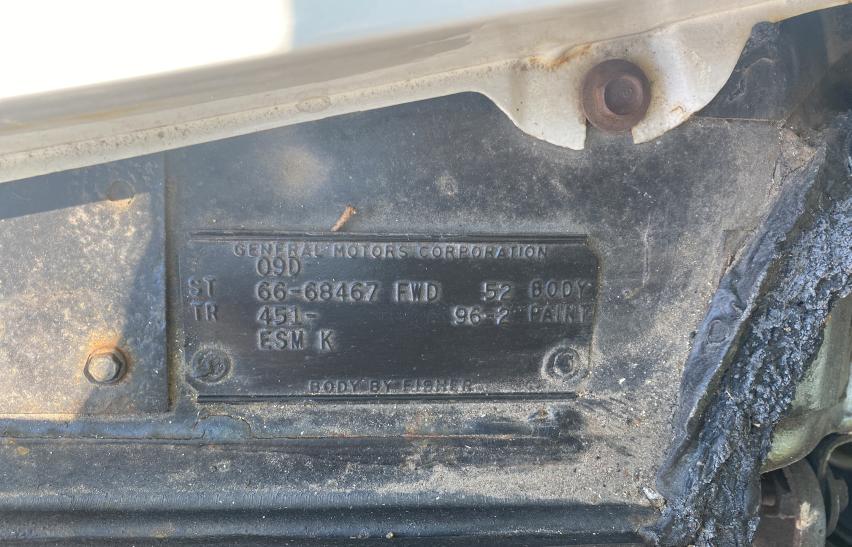 GENERAL MOTORS CORPORATION
09D
ST 66-68467 FWD 52 BODY
TR 451- 96-2 PAINT
ESM K
BODY BY FISHER